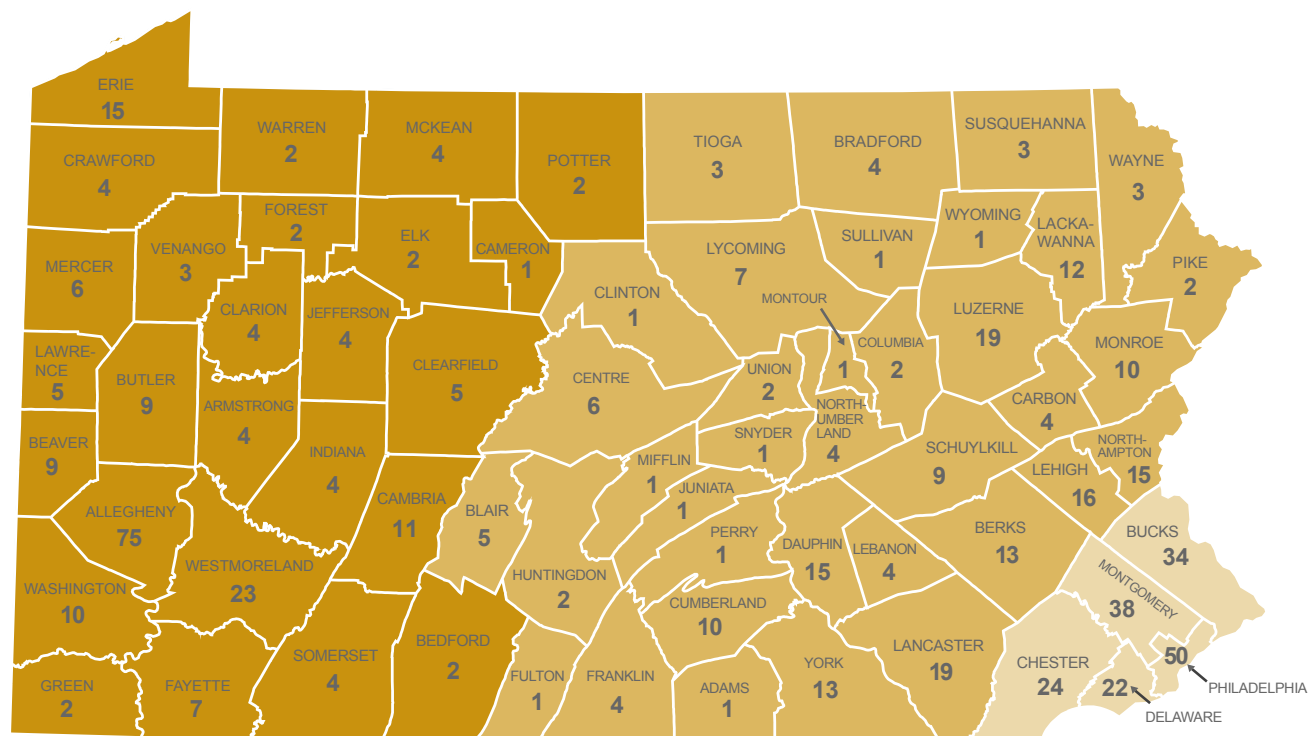 ERIE
15
WARREN
2
MCKEAN
4
POTTER
2
TIOGA
3
BRADFORD
4
SUSQUEHANNA
3
WAYNE
3
CRAWFORD
4
FOREST
2
VENANGO
3
ELK
2
CAMERON
1
LYCOMING
7
SULLIVAN
1
WYOMING
1
LACKA-
WANNA
12
PIKE
2
MERCER
6
CLARION
4
JEFFERSON
4
CLINTON
1
MONTOUR
1
COLUMBIA
2
LUZERNE
19
MONROE
10
LAWRE-
NCE
5
BUTLER
9
CLEARFIELD
5
CENTRE
6
UNION
2
CARBON
4
ARMSTRONG
4
NORTH-
UMBER
LAND
4
SNYDER
1
SCHUYLKILL
9
NORTH-
AMPTON
15
BEAVER
9
INDIANA
4
MIFFLIN
1
LEHIGH
16
JUNIATA
1
CAMBRIA
11
BLAIR
5
ALLEGHENY
75
PERRY
1
DAUPHIN
15
LEBANON
4
BERKS
13
BUCKS
34
WESTMORELAND
23
HUNTINGDON
2
MONTGOMERY
38
WASHINGTON
10
CUMBERLAND
10
SOMERSET
4
BEDFORD
2
LANCASTER
19
YORK
13
CHESTER
24
50
PHILADELPHIA
GREEN
2
FAYETTE
7
FULTON
1
FRANKLIN
4
ADAMS
1
22
DELAWARE